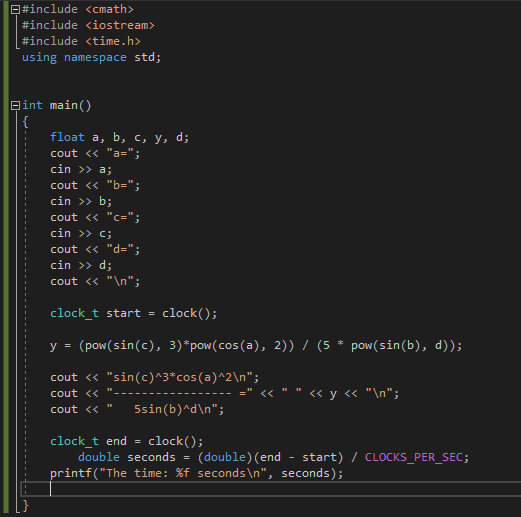 #include <cmath>
#include <iostream>
#include <time.h>
using namespace std;
int main()
{
float a, b, c, y, d;
cout << "a=";
cin >> a;
cout << "b=";
cin >> b;
cout << "c=";
cin >> c;
cout << "d=";
cin >> d;
cout << "\n";
clock_t start = clock();
y = (pow(sin(c), 3)*pow(cos(a), 2)) / (5 * pow(sin(b), d));
cout << "sin(c)^3*cos(a)^2\n";
cout << "----------------- =" << " " << y << "\n";
cout << "   5sin(b)^d\n";
clock_t end = clock();
double seconds = (double)(end - start) / CLOCKS_PER_SEC;
printf("The time: %f seconds\n", seconds);
}